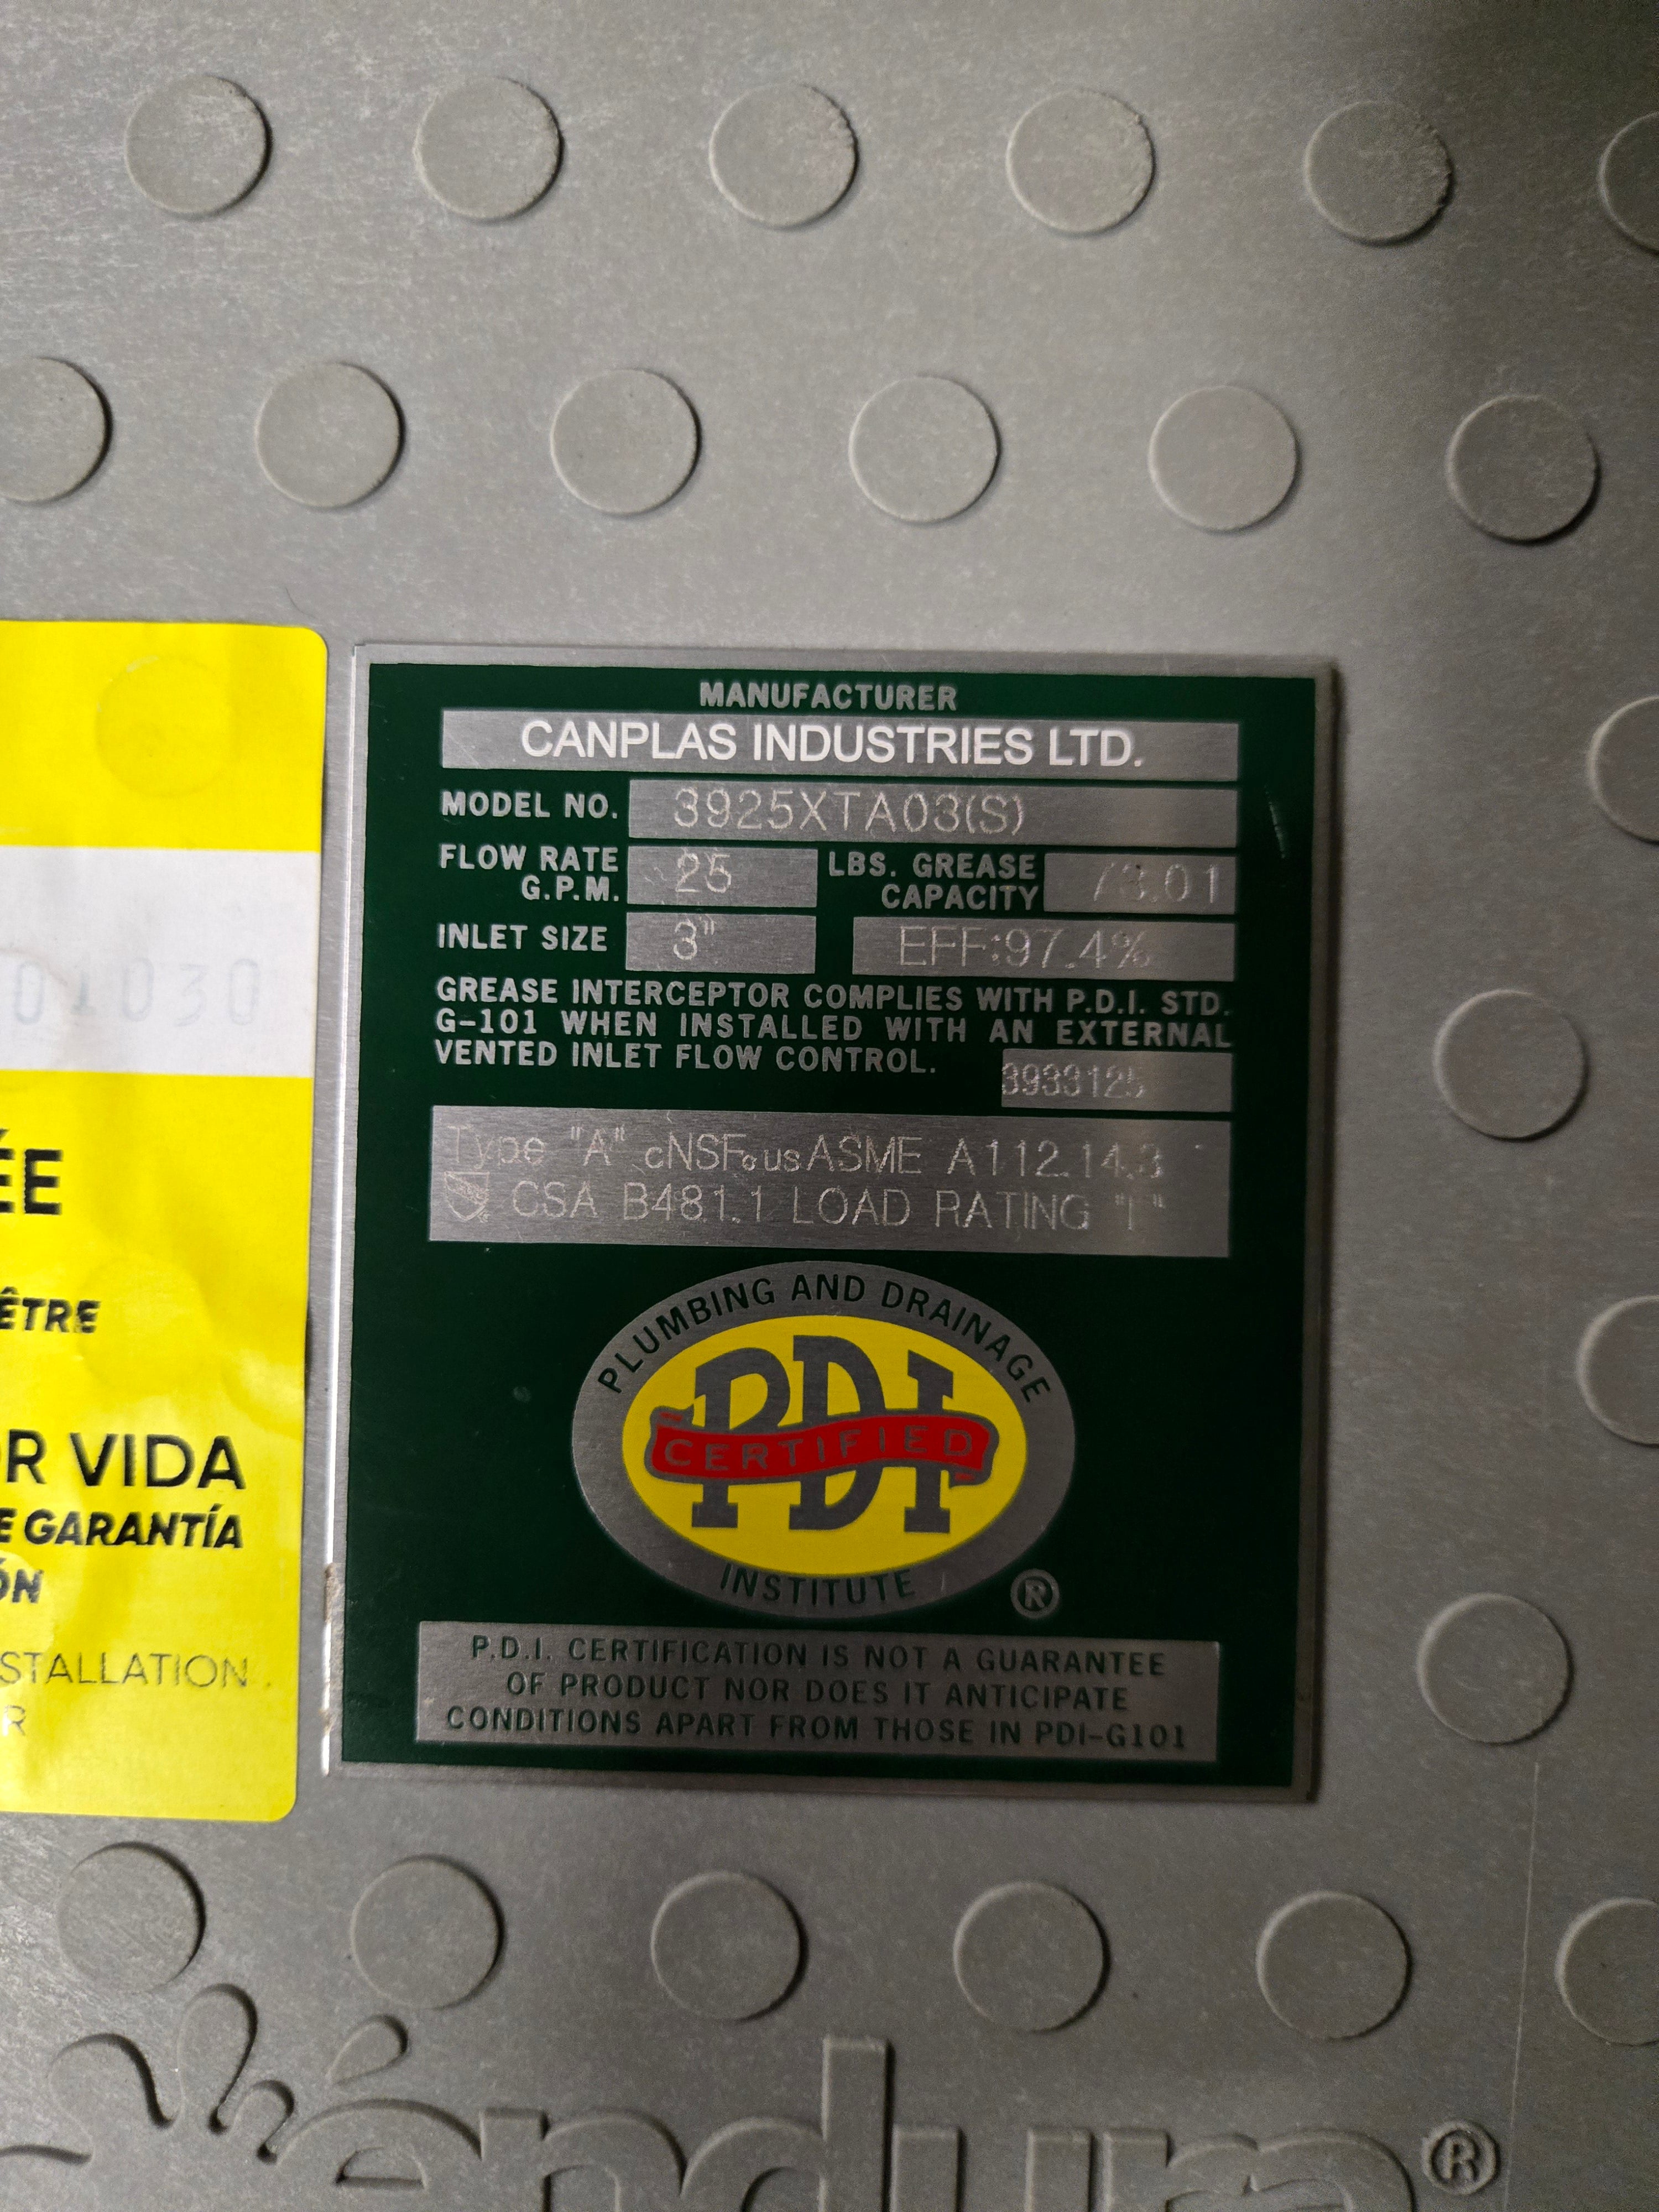 MANUFACTURER
CANPLAS INDUSTRIES LTD.
MODEL NO. 3925XTA03(S)
FLOW RATE G.P.M. 25 LBS. GREASE CAPACITY 73.01
INLET SIZE 3" EFF:97.4%
GREASE INTERCEPTOR COMPLIES WITH P.D.I. STD.
G-101 WHEN INSTALLED WITH AN EXTERNAL
VENTED INLET FLOW CONTROL.
3933125
Type "A" cNSFus ASME A112.14.3
CSA B481.1 LOAD RATING "L"
PLUMBING AND DRAINAGE
PDI
CERTIFIED
INSTITUTE
®
P.D.I. CERTIFICATION IS NOT A GUARANTEE
OF PRODUCT NOR DOES IT ANTICIPATE
CONDITIONS APART FROM THOSE IN PDI-G101
01030
ÉE
ÊTRE
OR VIDA
E GARANTÍA
ÓN
STALLATION
R
endura®